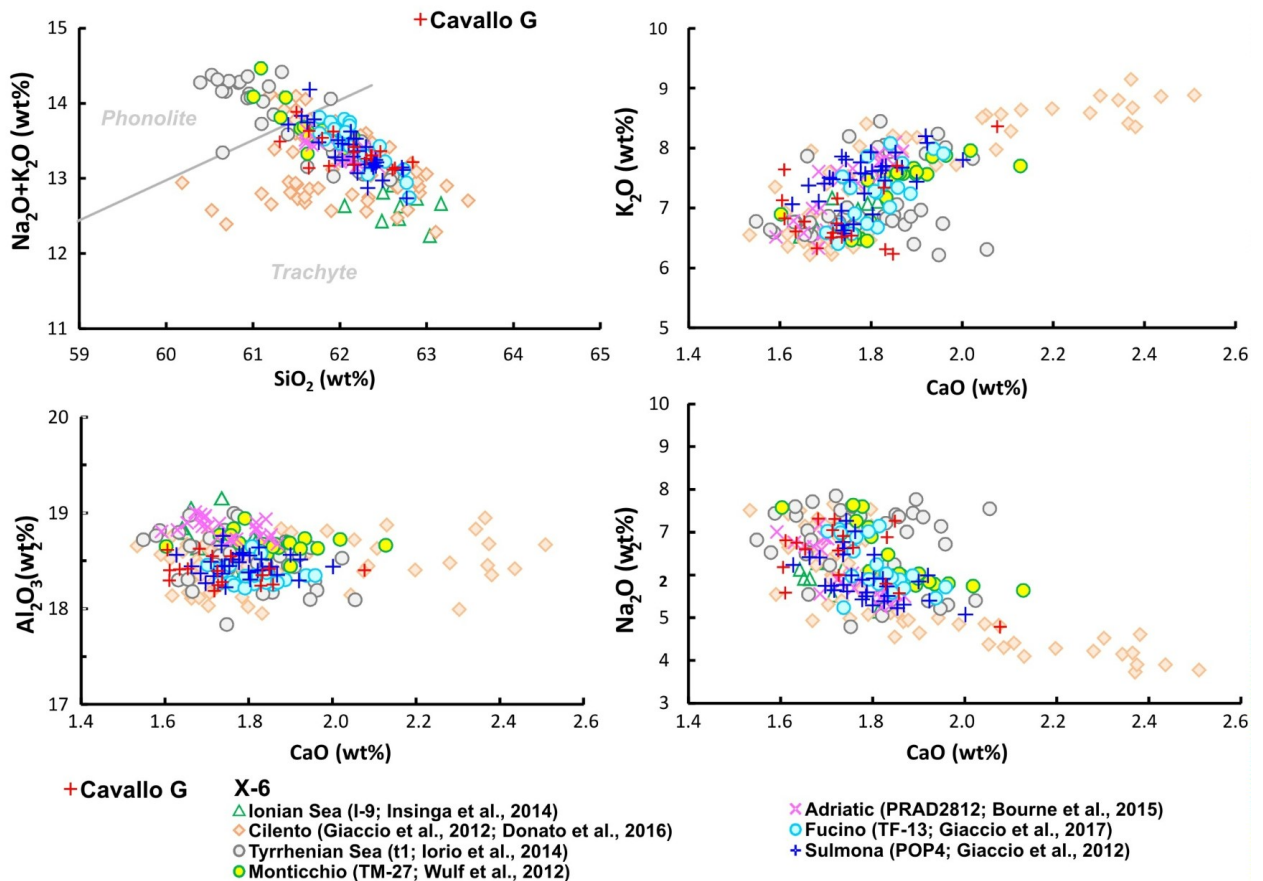 Cavallo G
15
14
13
12
11
Na2O+K2O (wt%)
Phonolite
Trachyte
59 60 61 62 63 64 65
SiO2 (wt%)
10
9
8
7
6
5
K2O (wt%)
1.4 1.6 1.8 2.0 2.2 2.4 2.6
CaO (wt%)
20
19
18
17
Al2O3(wt%)
1.4 1.6 1.8 2.0 2.2 2.4 2.6
CaO (wt%)
10
9
8
7
2
5
4
3
Na2O (wt%)
1.4 1.6 1.8 2.0 2.2 2.4 2.6
CaO (wt%)
Cavallo G
X-6
Ionian Sea (I-9; Insinga et al., 2014)
Cilento (Giaccio et al., 2012; Donato et al., 2016)
Tyrrhenian Sea (t1; Iorio et al., 2014)
Monticchio (TM-27; Wulf et al., 2012)
Adriatic (PRAD2812; Bourne et al., 2015)
Fucino (TF-13; Giaccio et al., 2017)
Sulmona (POP4; Giaccio et al., 2012)